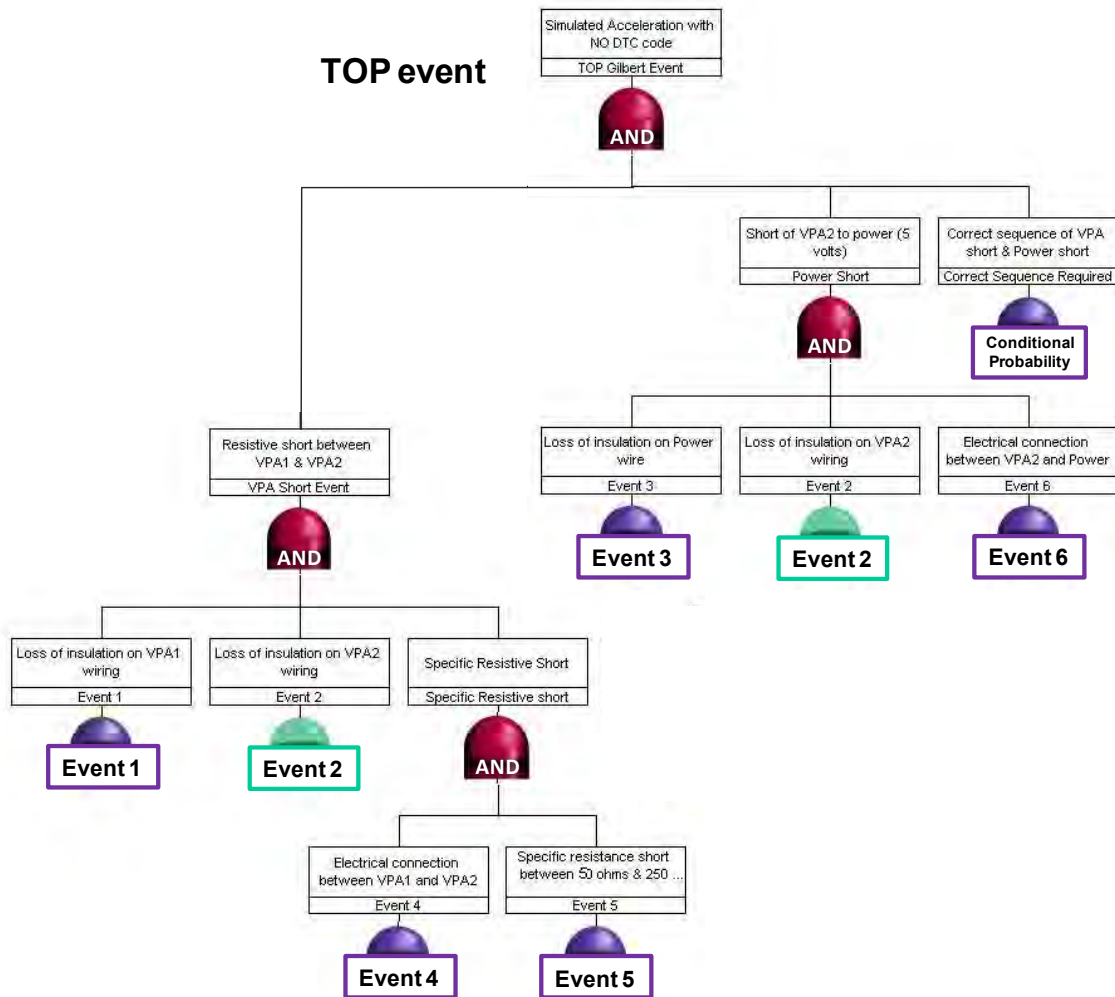 Simulated Acceleration with
NO DTC code
TOP Gilbert Event
TOP event
AND
Short of VPA2 to power (5
volts)
Power Short
Correct sequence of VPA
short & Power short
Correct Sequence Required
AND
Conditional
Probability
Resistive short between
VPA1 & VPA2
VPA Short Event
Loss of insulation on Power
wire
Event 3
Loss of insulation on VPA2
wiring
Event 2
Electrical connection
between VPA2 and Power
Event 6
AND
Event 3
Event 2
Event 6
Loss of insulation on VPA1
wiring
Event 1
Loss of insulation on VPA2
wiring
Event 2
Specific Resistive Short
Specific Resistive short
Event 1
Event 2
AND
Electrical connection
between VPA1 and VPA2
Event 4
Specific resistance short
between 50 ohms & 250 ...
Event 5
Event 4
Event 5